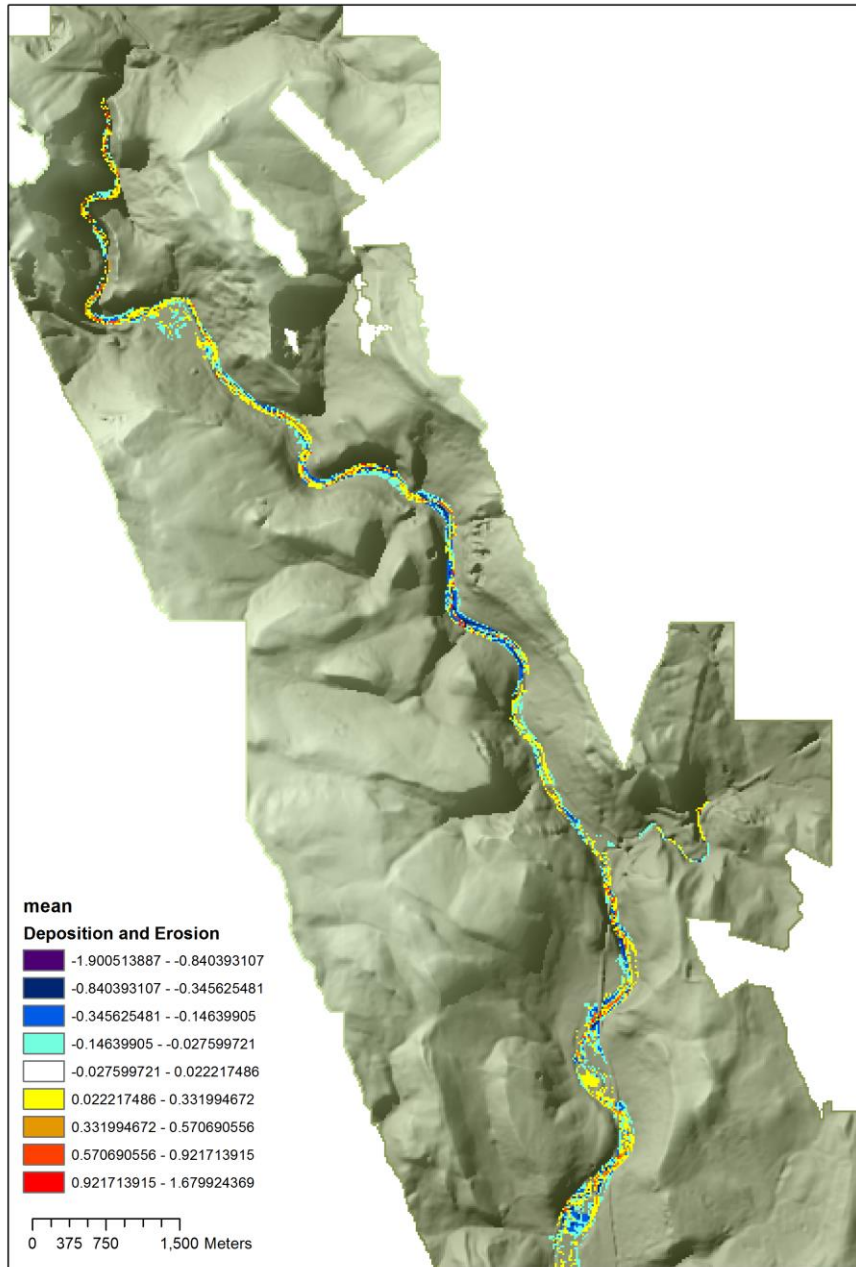 mean
Deposition and Erosion
-1.900513887 - -0.840393107
-0.840393107 - -0.345625481
-0.345625481 - -0.14639905
-0.14639905 - -0.027599721
-0.027599721 - 0.022217486
0.022217486 - 0.331994672
0.331994672 - 0.570690556
0.570690556 - 0.921713915
0.921713915 - 1.679924369
0 375 750 1,500 Meters